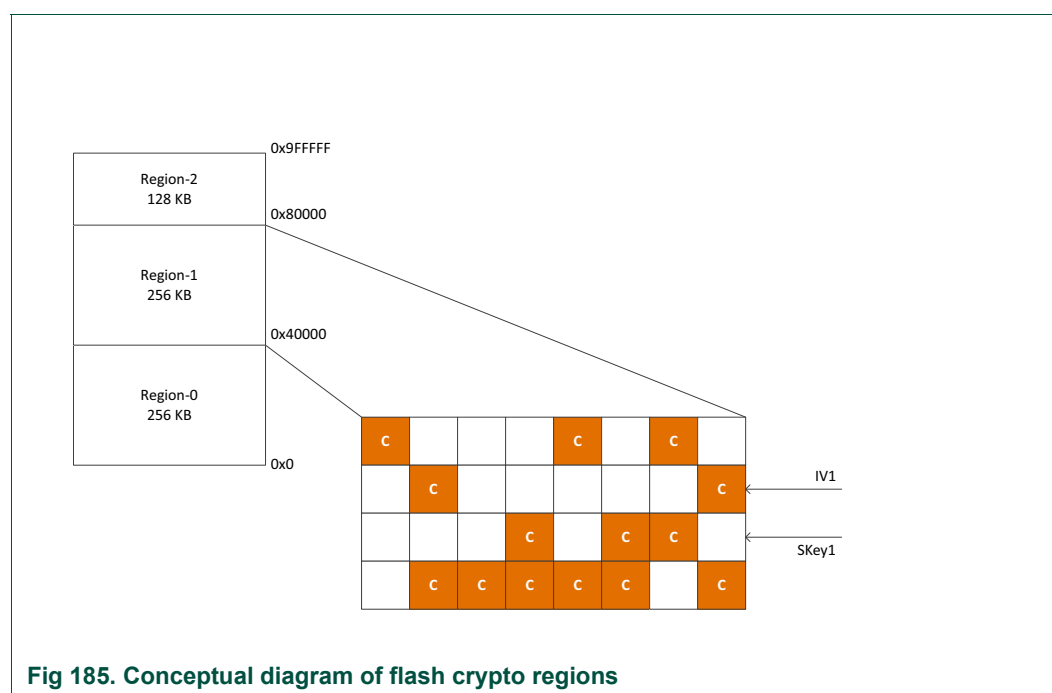 0x9FFFFF
Region-2
128 KB
0x80000
Region-1
256 KB
0x40000
Region-0
256 KB
0x0
C C C
C C
IV1
C C C
SKey1
C C C C C C
Fig 185. Conceptual diagram of flash crypto regions